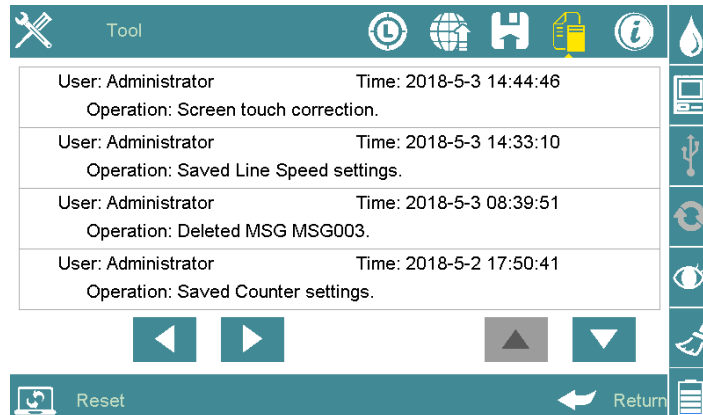 Tool
User: Administrator Time: 2018-5-3 14:44:46
Operation: Screen touch correction.
User: Administrator Time: 2018-5-3 14:33:10
Operation: Saved Line Speed settings.
User: Administrator Time: 2018-5-3 08:39:51
Operation: Deleted MSG MSG003.
User: Administrator Time: 2018-5-2 17:50:41
Operation: Saved Counter settings.
Reset Return